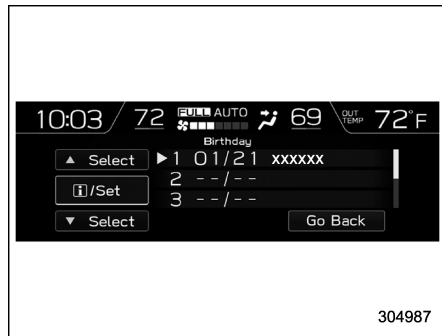 10:03 72 FULL AUTO 69 OUT TEMP 72°F
Birthday
▲ Select ▶1 01/21 xxxxxx
i/Set 2 --/--
3 --/--
▼ Select Go Back
304987